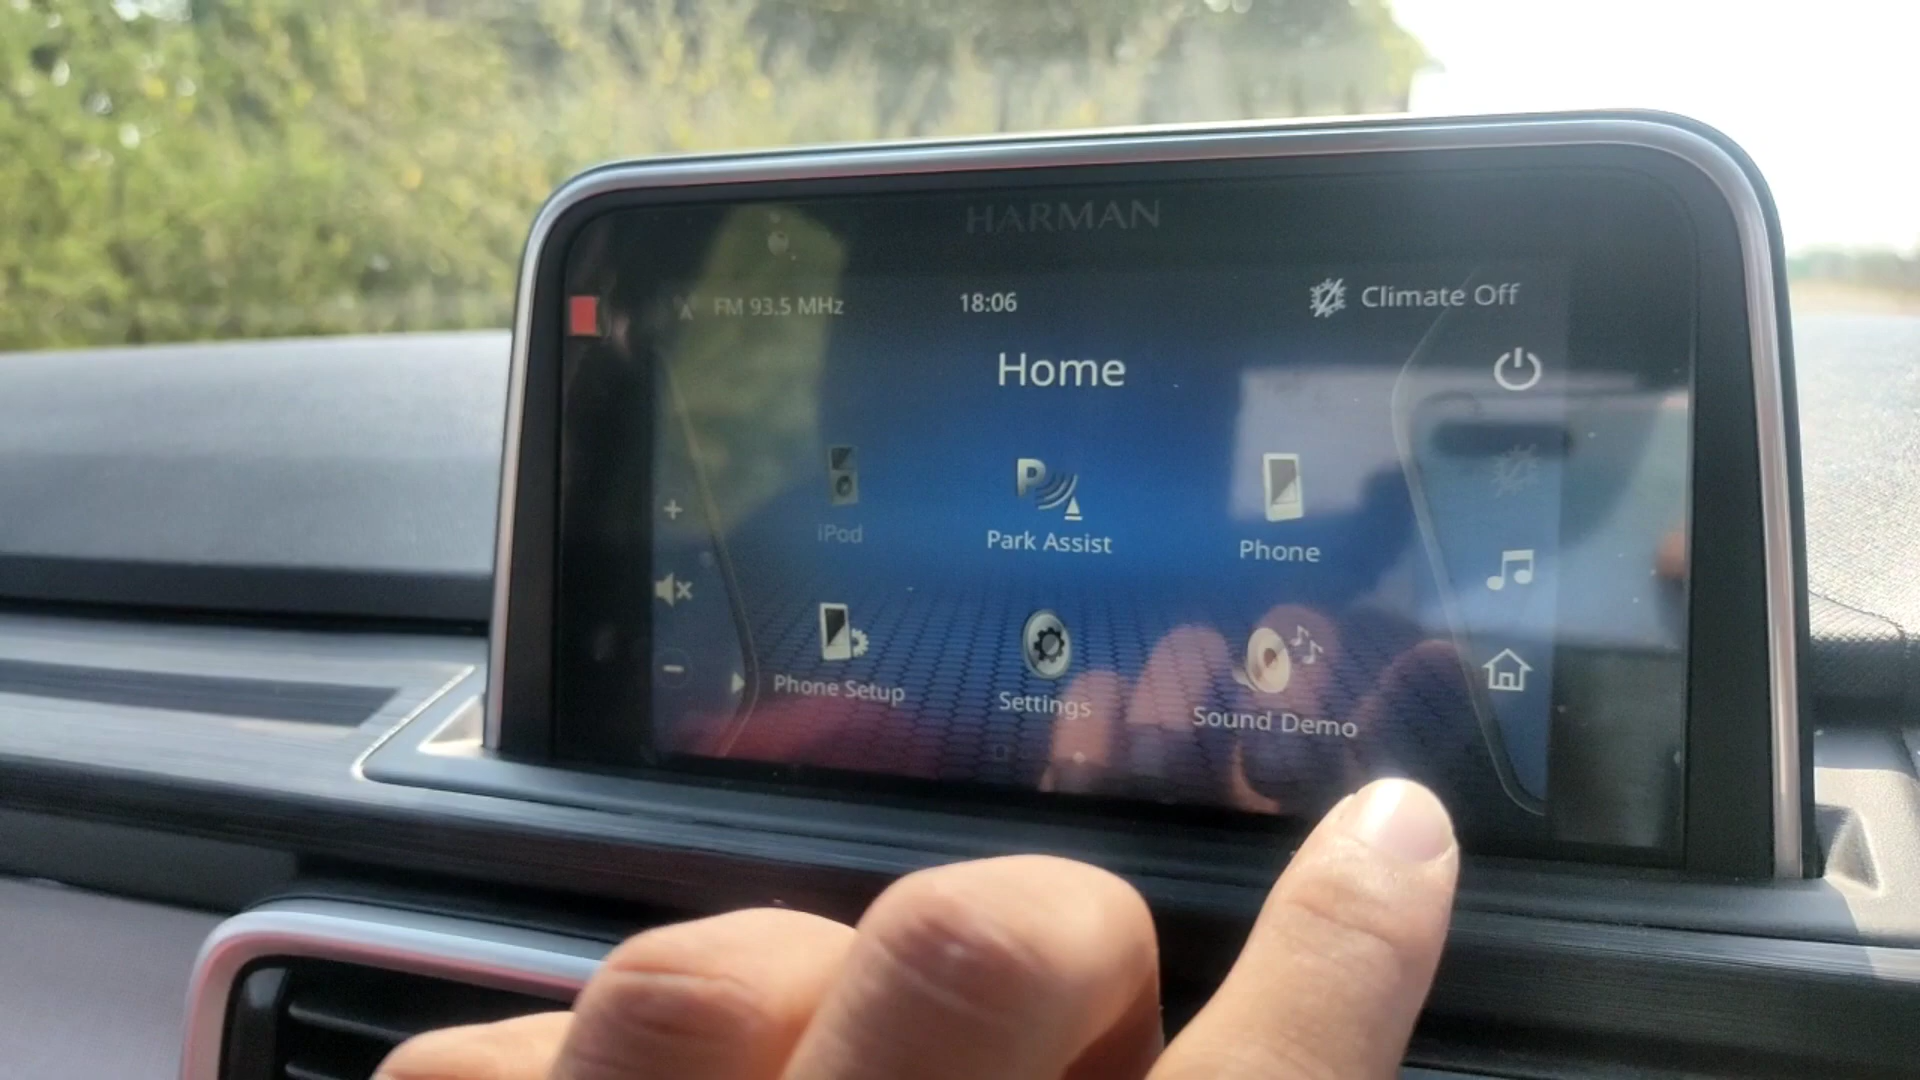 HARMAN
FM 93.5 MHz
18:06
Climate Off
Home
iPod
Park Assist
Phone
Phone Setup
Settings
Sound Demo